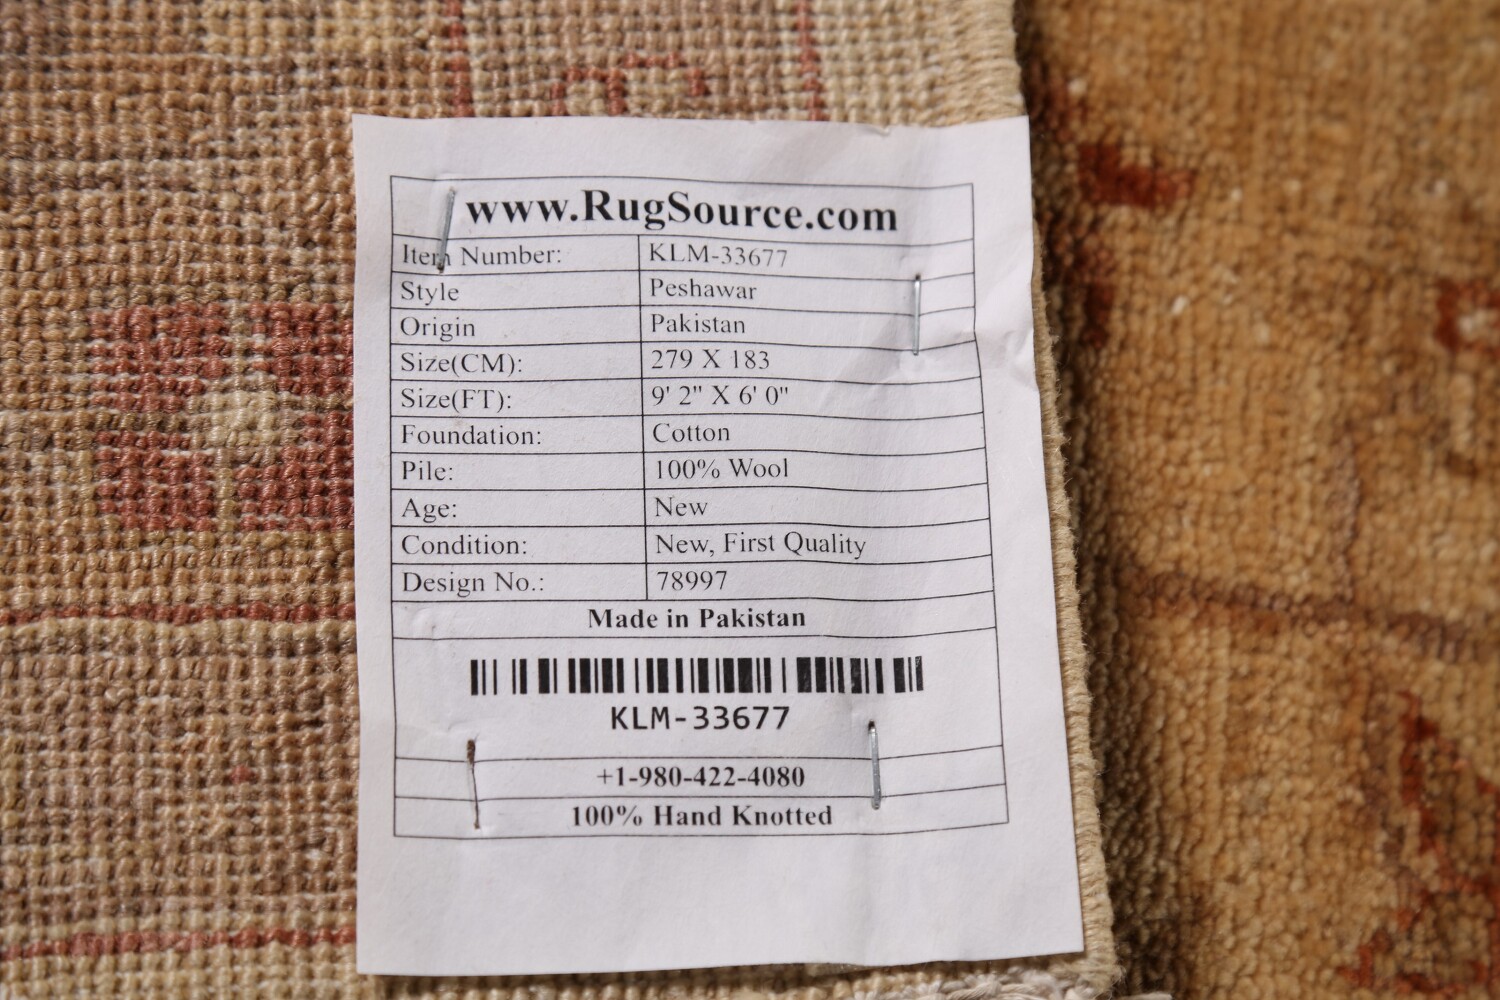 www.RugSource.com
Item Number: KLM-33677
Style Peshawar
Origin Pakistan
Size(CM): 279 X 183
Size(FT): 9' 2" X 6' 0"
Foundation: Cotton
Pile: 100% Wool
Age: New
Condition: New, First Quality
Design No.: 78997
Made in Pakistan
KLM-33677
+1-980-422-4080
100% Hand Knotted